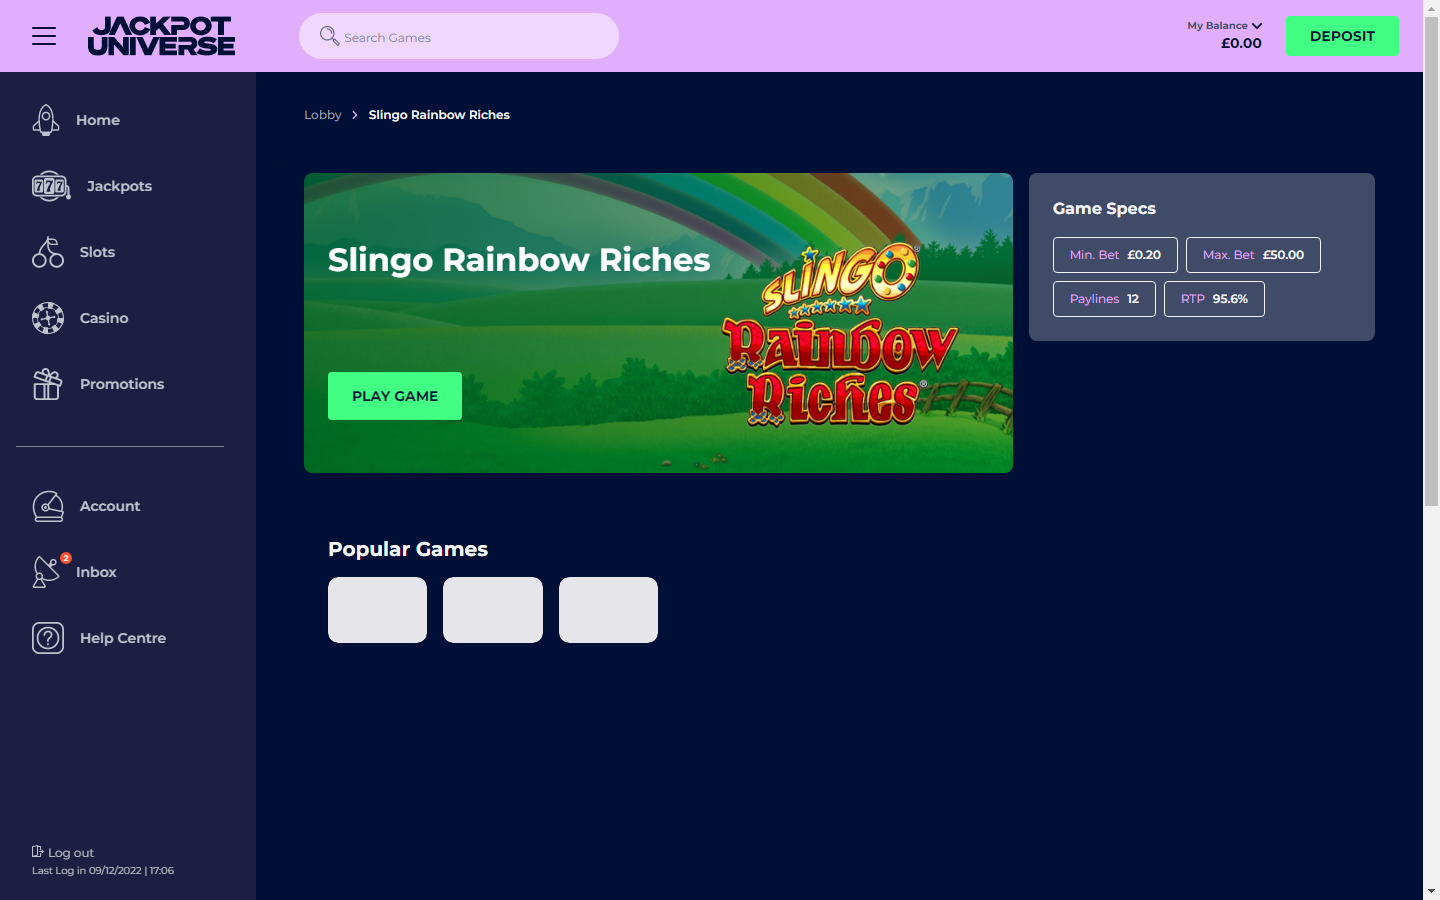 JACKPOT
UNIVERSE
Search Games
My Balance
£0.00
DEPOSIT
Home
Jackpots
Slots
Casino
Promotions
Account
2
Inbox
Help Centre
Log out
Last Log in 09/12/2022 | 17:06
Lobby > Slingo Rainbow Riches
Slingo Rainbow Riches
PLAY GAME
SLINGO®
Rainbow
Riches®
Game Specs
Min. Bet £0.20
Max. Bet £50.00
Paylines 12
RTP 95.6%
Popular Games
777